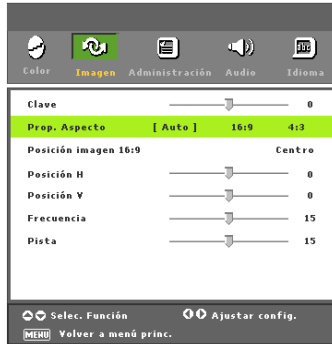 Color Imagen Administración Audio Idioma
Clave 0
Prop. Aspecto [ Auto ] 16:9 4:3
Posición imagen 16:9 Centro
Posición H 0
Posición V 0
Frecuencia 15
Pista 15
Selec. Función Ajustar config.
MENU Volver a menú princ.